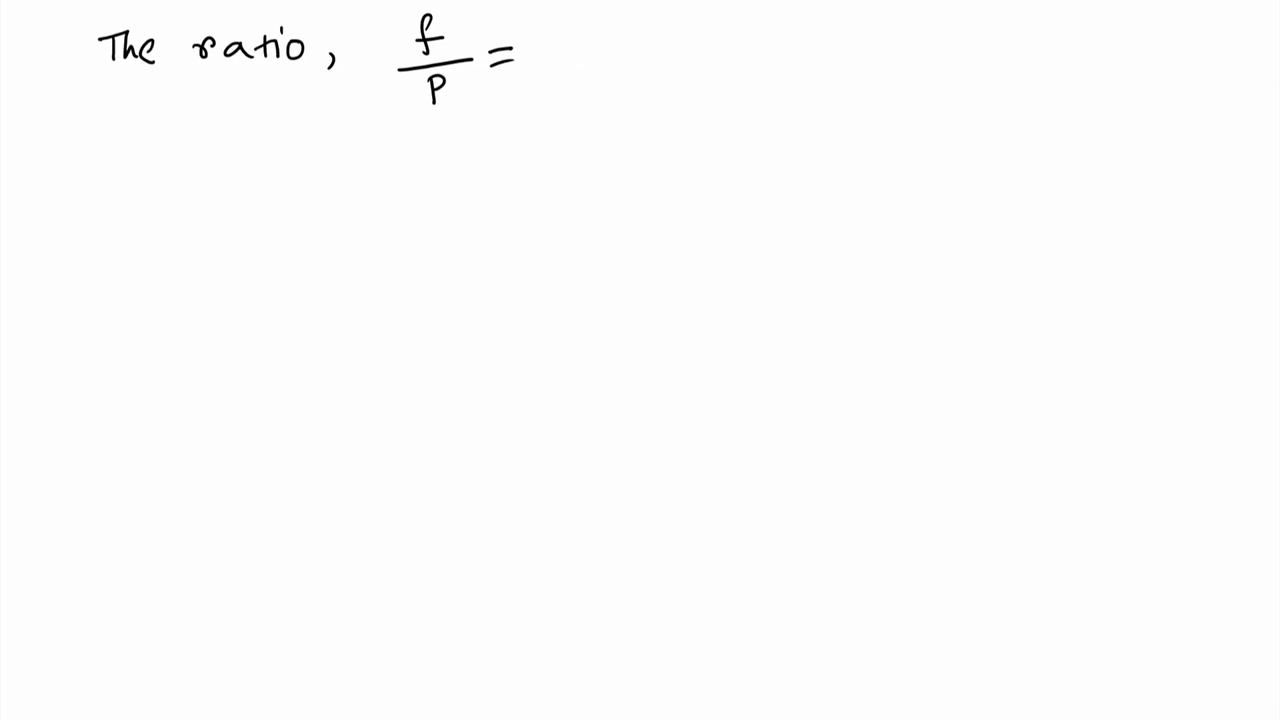 The ratio, f/P =